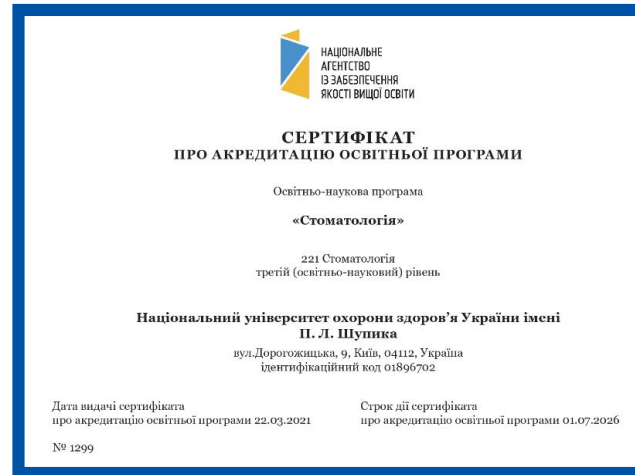 НАЦІОНАЛЬНЕ
АГЕНТСТВО
ІЗ ЗАБЕЗПЕЧЕННЯ
ЯКОСТІ ВИЩОЇ ОСВІТИ
СЕРТИФІКАТ
ПРО АКРЕДИТАЦІЮ ОСВІТНЬОЇ ПРОГРАМИ
Освітньо-наукова програма
«Стоматологія»
221 Стоматологія
третій (освітньо-науковий) рівень
Національний університет охорони здоров'я України імені
П. Л. Шупика
вул.Дорогожицька, 9, Київ, 04112, Україна
ідентифікаційний код 01896702
Дата видачі сертифіката
про акредитацію освітньої програми 22.03.2021
№ 1299
Строк дії сертифіката
про акредитацію освітньої програми 01.07.2026